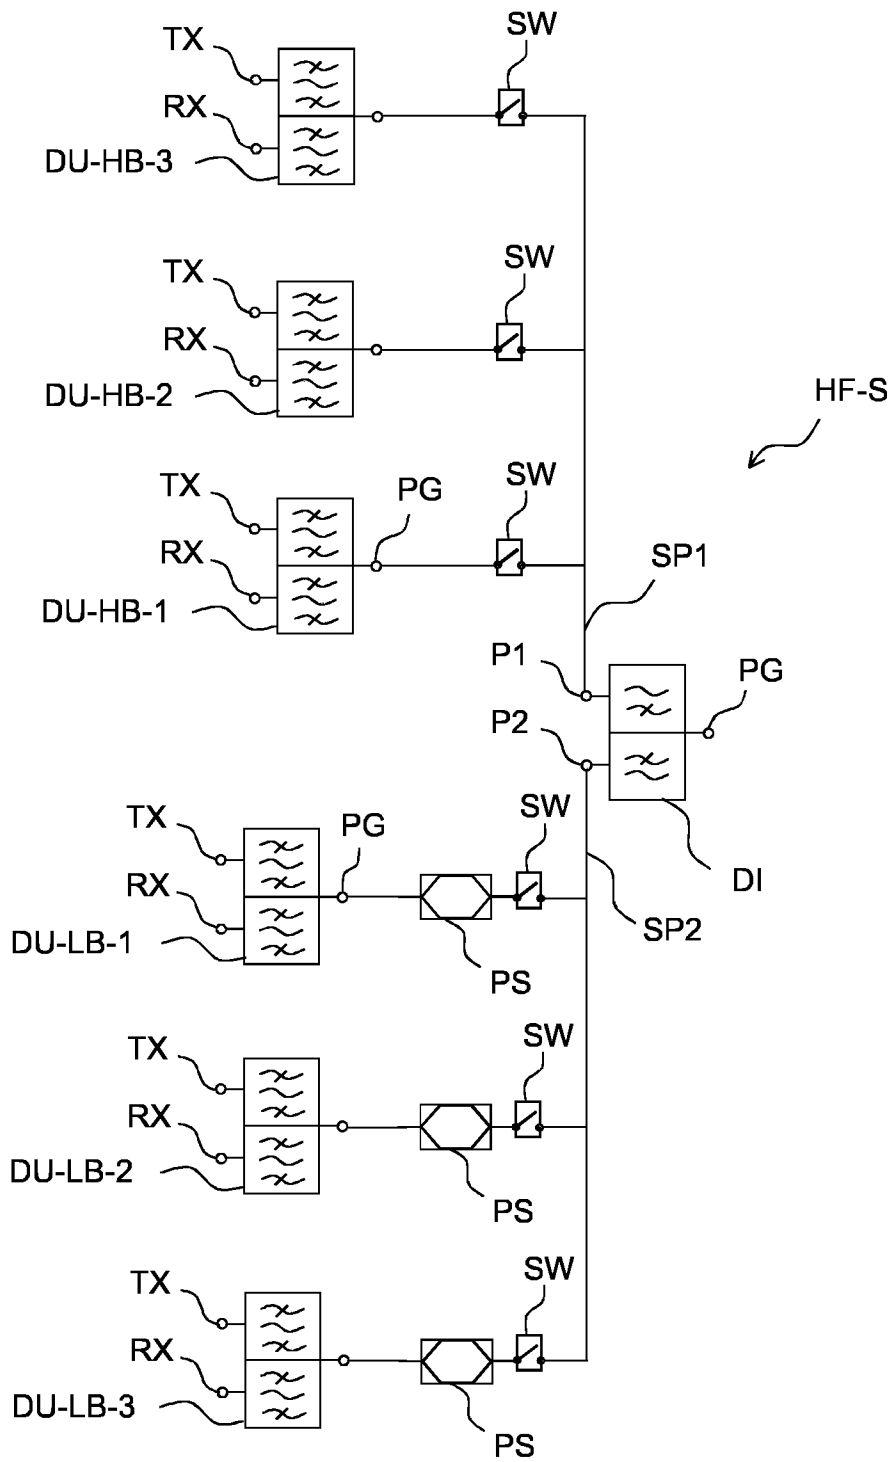 TX
SW
RX
DU-HB-3
TX
SW
RX
DU-HB-2
HF-S
TX
PG
SW
RX
SP1
DU-HB-1
P1
PG
P2
TX
PG
SW
RX
DI
DU-LB-1
SP2
PS
TX
SW
RX
DU-LB-2
PS
TX
SW
RX
DU-LB-3
PS